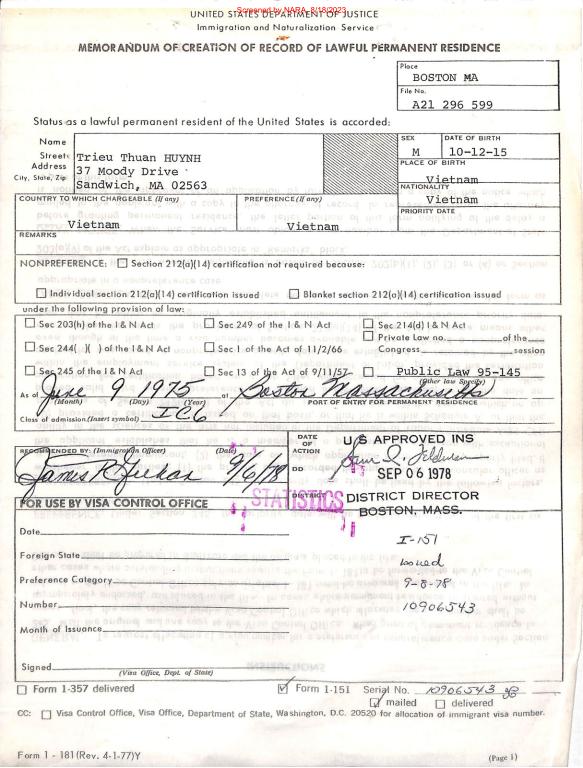 UNITED STATES DEPARTMENT OF JUSTICE
Screened by NARA, 8/18/2023
Immigration and Naturalization Service
MEMORANDUM OF CREATION OF RECORD OF LAWFUL PERMANENT RESIDENCE
Place
BOSTON MA
File No.
A21 296 599
Status as a lawful permanent resident of the United States is accorded:
Name
Street Address
City, State, Zip
Trieu Thuan HUYNH
37 Moody Drive
Sandwich, MA 02563
SEX
M
DATE OF BIRTH
10-12-15
PLACE OF BIRTH
Vietnam
NATIONALITY
Vietnam
COUNTRY TO WHICH CHARGEABLE (If any)
Vietnam
PREFERENCE (If any)
Vietnam
PRIORITY DATE
REMARKS
NONPREFERENCE: Section 212(a)(14) certification not required because:
Individual section 212(a)(14) certification issued Blanket section 212(a)(14) certification issued
under the following provision of law:
Sec 203(h) of the I & N Act Sec 249 of the I & N Act Sec 214(d) I & N Act
Private Law no. of the
Sec 244( )( ) of the I & N Act Sec 1 of the Act of 11/2/66 Congress, session
Sec 245 of the I & N Act Sec 13 of the Act of 9/11/57 Public Law 95-145
(Other law Specify)
As of June 9 1975 at Boston Massachusetts
(Month) (Day) (Year) PORT OF ENTRY FOR PERMANENT RESIDENCE
Class of admission (Insert symbol) IC6
RECOMMENDED BY: (Immigration Officer) (Date)
9/6/78
DATE OF ACTION
DD
DISTRICT
U/S APPROVED INS
SEP 06 1978
DISTRICT DIRECTOR
BOSTON, MASS.
STATISTICS
FOR USE BY VISA CONTROL OFFICE
Date
Foreign State
Preference Category
Number
Month of Issuance
Signed
(Visa Office, Dept. of State)
I-151
issued
9-8-78
10906543
Form 1-357 delivered Form 1-151 Serial No. 10906543
mailed delivered
CC: Visa Control Office, Visa Office, Department of State, Washington, D.C. 20520 for allocation of immigrant visa number.
Form 1 - 181 (Rev. 4-1-77)Y
(Page 1)